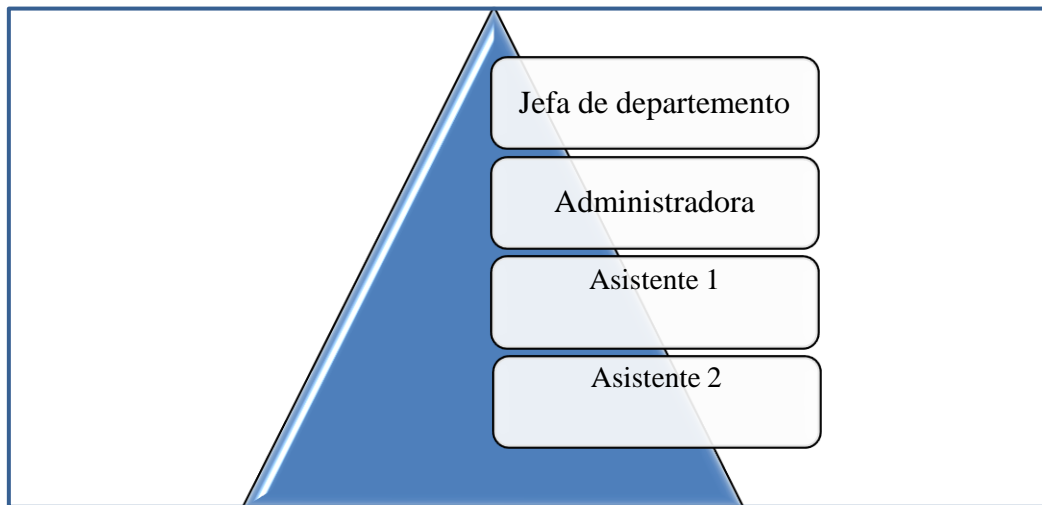 Jefa de departemento
Administradora
Asistente 1
Asistente 2